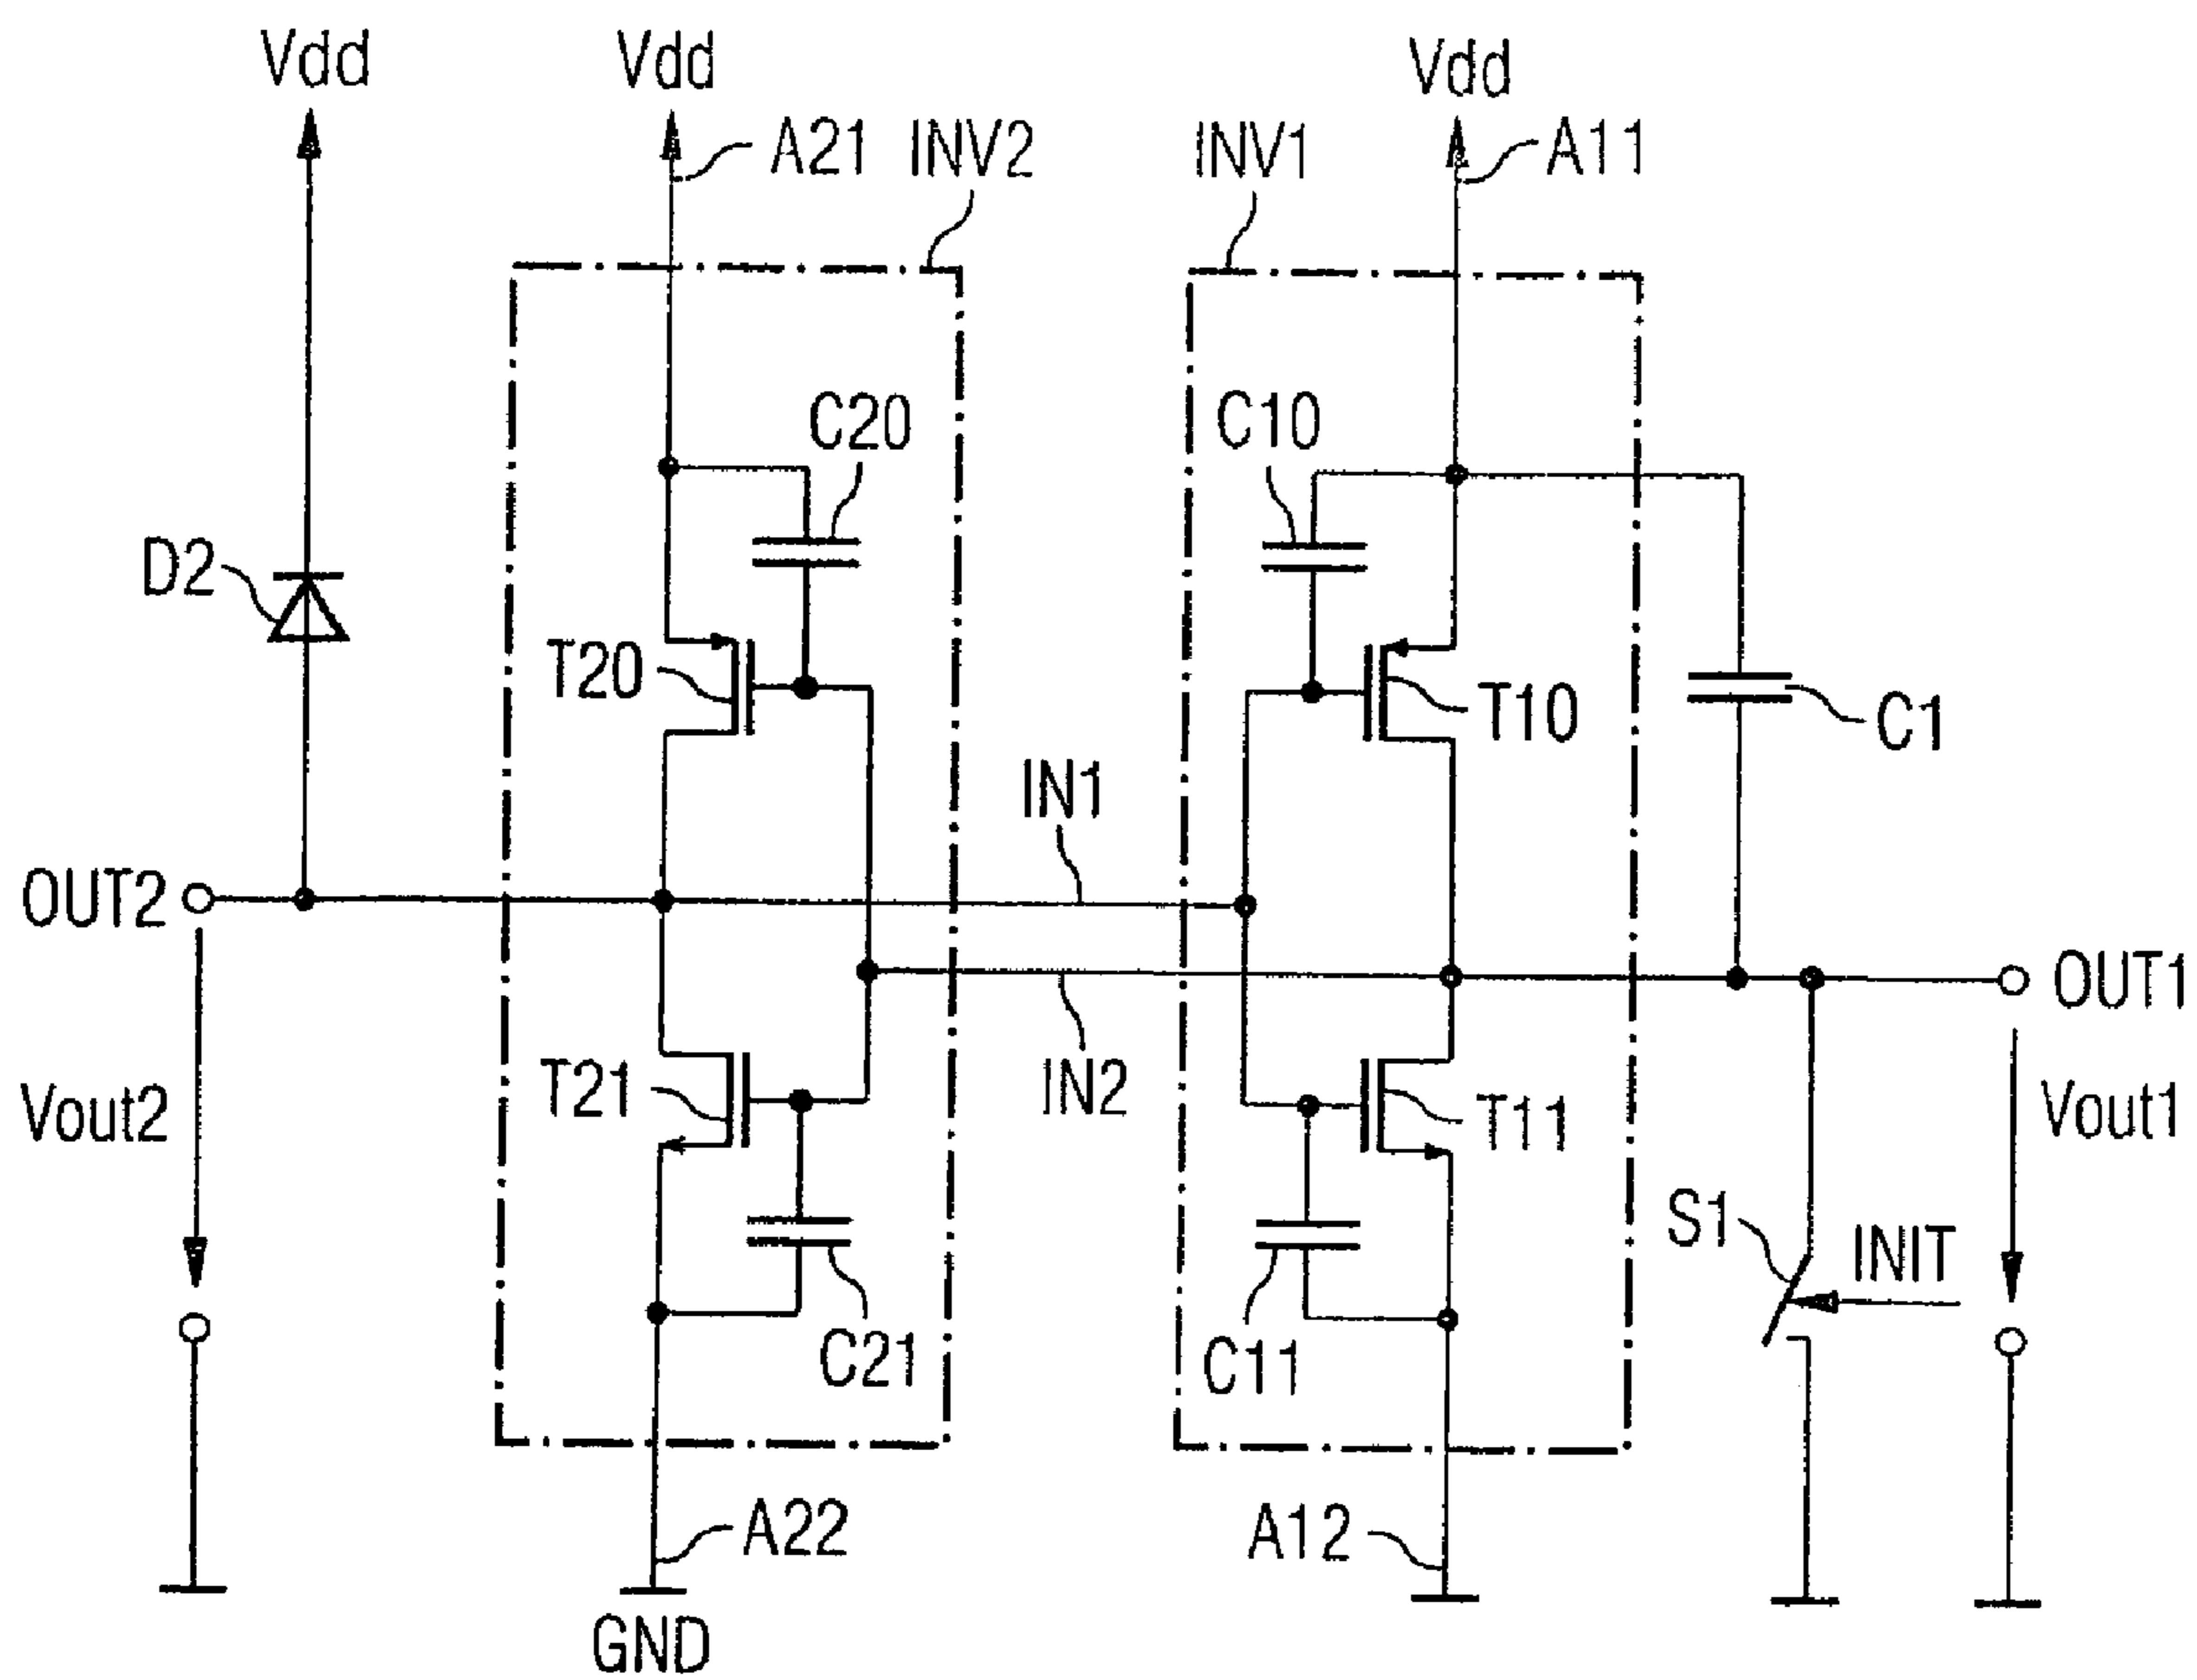 Vdd
Vdd
Vdd
A21
INV2
INV1
A11
C20
C10
D2
T20
T10
C1
IN1
OUT2
OUT1
T21
IN2
T11
Vout2
Vout1
S1
INIT
C21
C11
A22
A12
GND